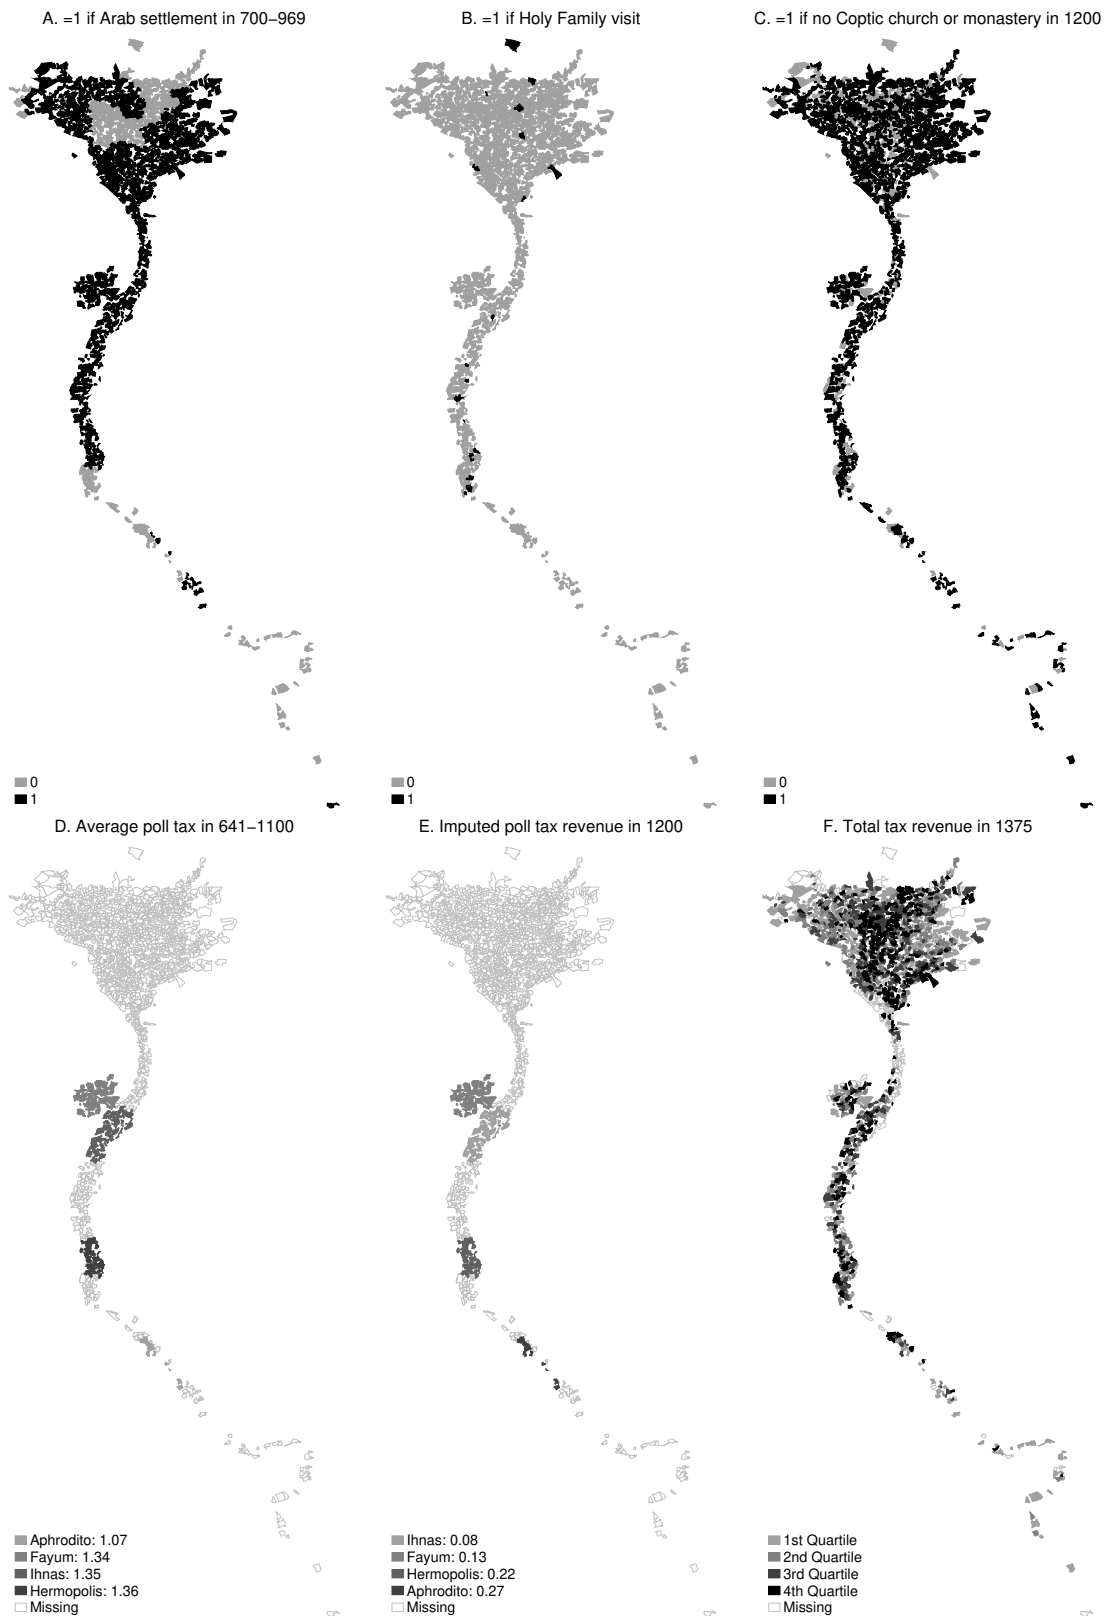 A. =1 if Arab settlement in 700−969
B. =1 if Holy Family visit
C. =1 if no Coptic church or monastery in 1200
0
1
0
1
0
1
D. Average poll tax in 641−1100
E. Imputed poll tax revenue in 1200
F. Total tax revenue in 1375
Aphrodito: 1.07
Fayum: 1.34
Ihnas: 1.35
Hermopolis: 1.36
Missing
Ihnas: 0.08
Fayum: 0.13
Hermopolis: 0.22
Aphrodito: 0.27
Missing
1st Quartile
2nd Quartile
3rd Quartile
4th Quartile
Missing